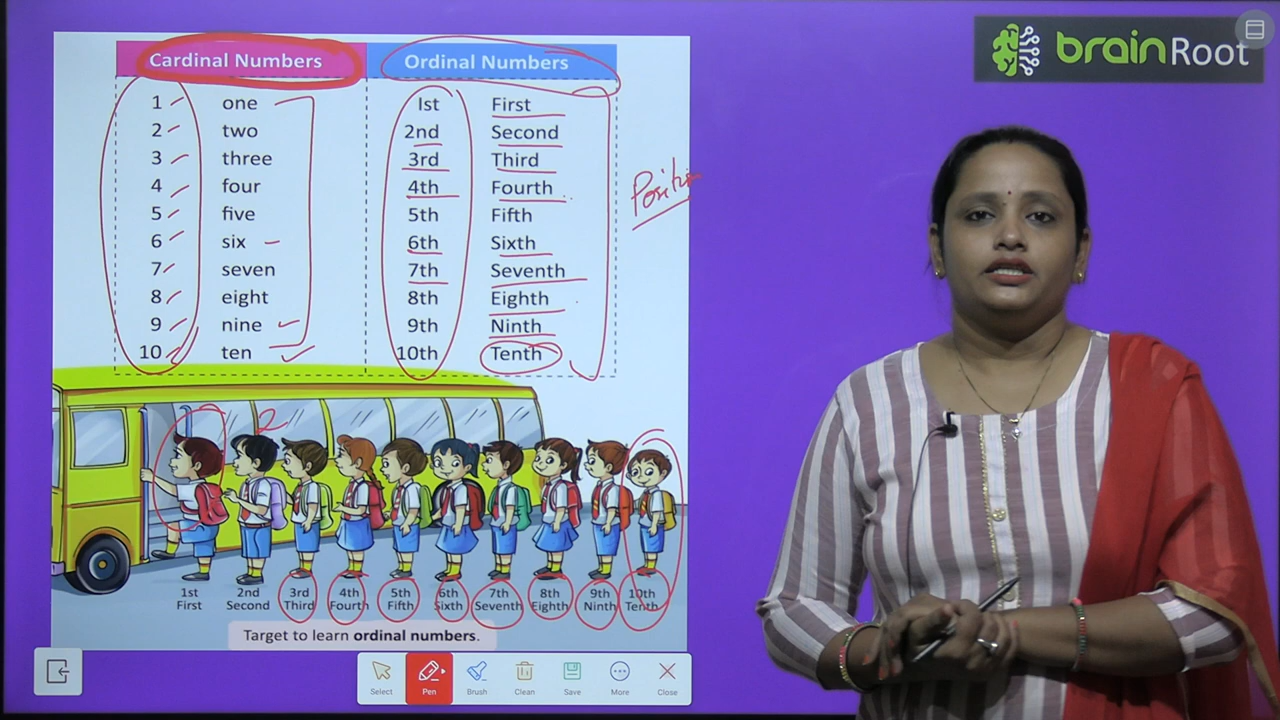 brainRoot
Cardinal Numbers Ordinal Numbers
1 one 1st First
2 two 2nd Second
3 three 3rd Third
4 four 4th Fourth
5 five 5th Fifth
6 six 6th Sixth
7 seven 7th Seventh
8 eight 8th Eighth
9 nine 9th Ninth
10 ten 10th Tenth
1st 2nd 3rd 4th 5th 6th 7th 8th 9th 10th
First Second Third Fourth Fifth Sixth Seventh Eighth Ninth Tenth
Target to learn ordinal numbers.
Select Pen Brush Clean Save More Close